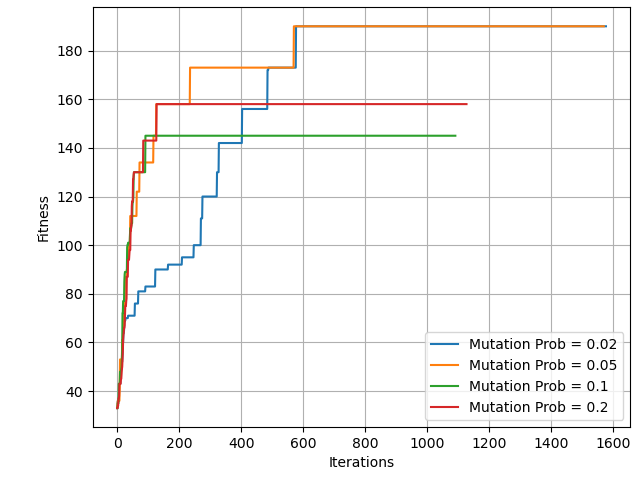 180
160
140
120
100
80
60
40
Fitness
0 200 400 600 800 1000 1200 1400 1600
Iterations
Mutation Prob = 0.02
Mutation Prob = 0.05
Mutation Prob = 0.1
Mutation Prob = 0.2